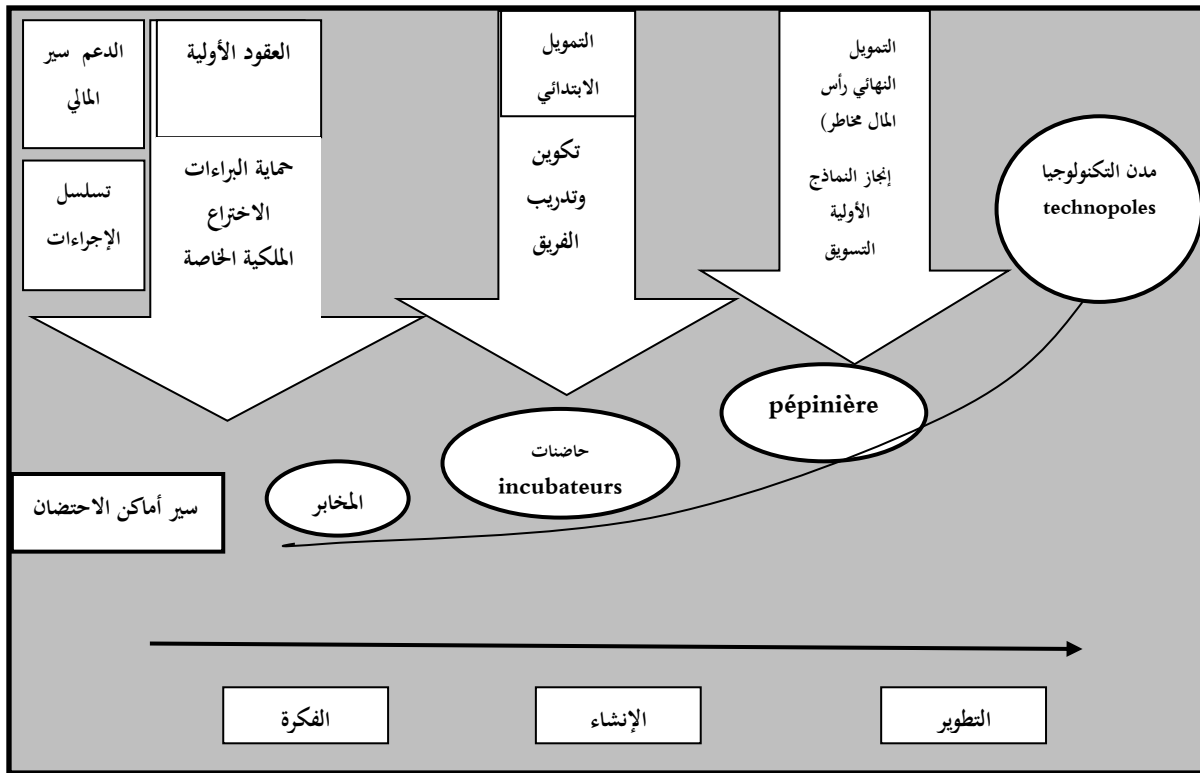 الدعم سير
المالي
العقود الأولية
التمويل
الابتدائي
التمويل
النهائي رأس
المال مخاطر)
تسلسل
الإجراءات
حماية البراءات
الاختراع
الملكية الخاصة
تكوين
وتدريب
الفريق
إنجاز النماذج
الأولية
التسويق
مدن التكنولوجيا
technopoles
pépinière
حاضنات
incubateurs
المخابر
سير أماكن الاحتضان
الفكرة
الإنشاء
التطوير